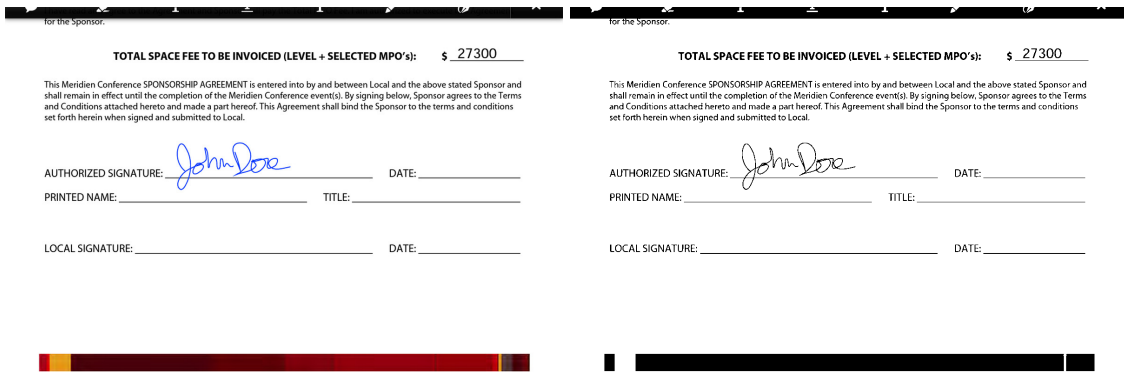 for the Sponsor.
TOTAL SPACE FEE TO BE INVOICED (LEVEL + SELECTED MPO's): $ 27300
This Meridien Conference SPONSORSHIP AGREEMENT is entered into by and between Local and the above stated Sponsor and
shall remain in effect until the completion of the Meridien Conference event(s). By signing below, Sponsor agrees to the Terms
and Conditions attached hereto and made a part hereof. This Agreement shall bind the Sponsor to the terms and conditions
set forth herein when signed and submitted to Local.
AUTHORIZED SIGNATURE: John Doe DATE:
PRINTED NAME: TITLE:
LOCAL SIGNATURE: DATE:
for the Sponsor.
TOTAL SPACE FEE TO BE INVOICED (LEVEL + SELECTED MPO's): $ 27300
This Meridien Conference SPONSORSHIP AGREEMENT is entered into by and between Local and the above stated Sponsor and
shall remain in effect until the completion of the Meridien Conference event(s). By signing below, Sponsor agrees to the Terms
and Conditions attached hereto and made a part hereof. This Agreement shall bind the Sponsor to the terms and conditions
set forth herein when signed and submitted to Local.
AUTHORIZED SIGNATURE: John Doe DATE:
PRINTED NAME: TITLE:
LOCAL SIGNATURE: DATE: